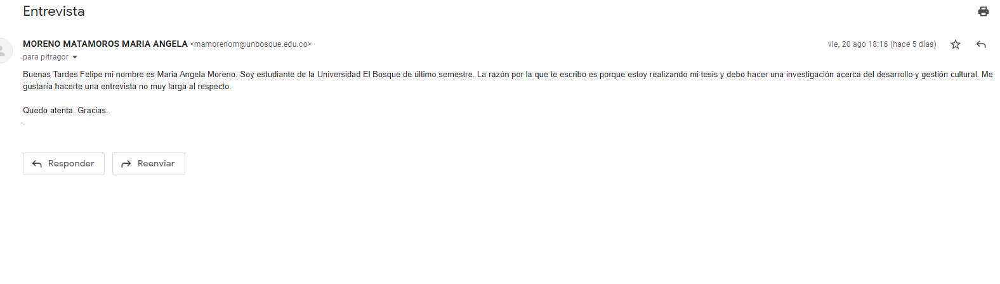 Entrevista
MORENO MATAMOROS MARIA ANGELA <mamorenom@unbosque.edu.co>
vie, 20 ago 18:16 (hace 5 días)
para pitragor
Buenas Tardes Felipe mi nombre es Maria Angela Moreno. Soy estudiante de la Universidad El Bosque de último semestre. La razón por la que te escribo es porque estoy realizando mi tesis y debo hacer una investigación acerca del desarrollo y gestión cultural. Me
gustaría hacerte una entrevista no muy larga al respecto.
Quedo atenta. Gracias.
.
Responder
Reenviar